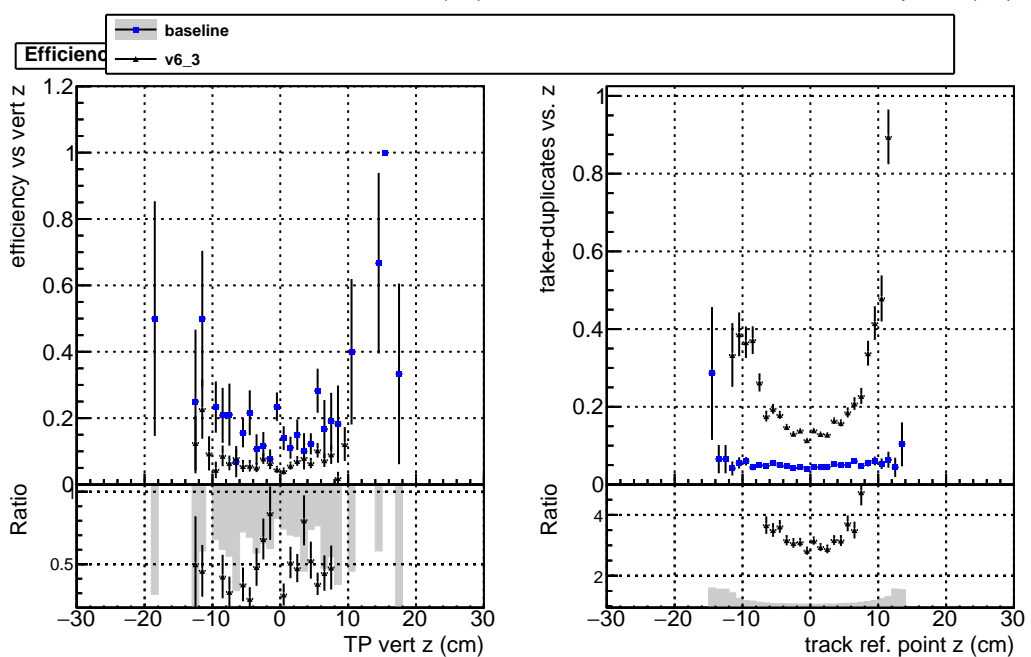 baseline
v6_3
Efficienc
efficiency vs vert z
1.2
1
0.8
0.6
0.4
0.2
0
Ratio
0
0.5
−30 −20 −10 0 10 20 30
TP vert z (cm)
fake+duplicates vs. z
1
0.8
0.6
0.4
0.2
0
Ratio
4
2
−30 −20 −10 0 10 20 30
track ref. point z (cm)